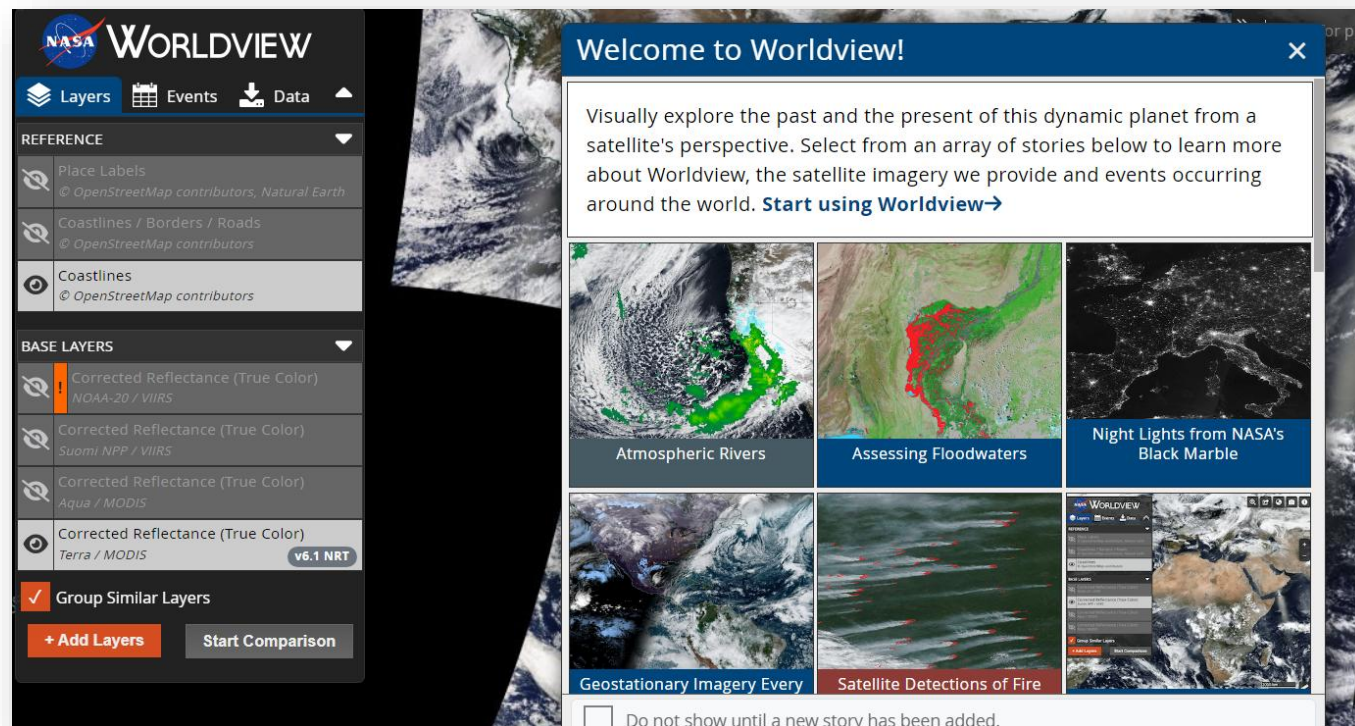 NASA WORLDVIEW
Layers Events Data
REFERENCE
Place Labels
© OpenStreetMap contributors, Natural Earth
Coastlines / Borders / Roads
© OpenStreetMap contributors
Coastlines
© OpenStreetMap contributors
BASE LAYERS
! Corrected Reflectance (True Color)
NOAA-20 / VIIRS
Corrected Reflectance (True Color)
Suomi NPP / VIIRS
Corrected Reflectance (True Color)
Aqua / MODIS
Corrected Reflectance (True Color)
Terra / MODIS v6.1 NRT
Group Similar Layers
+ Add Layers Start Comparison
Welcome to Worldview!
or p
Visually explore the past and the present of this dynamic planet from a
satellite's perspective. Select from an array of stories below to learn more
about Worldview, the satellite imagery we provide and events occurring
around the world. Start using Worldview→
Atmospheric Rivers
Assessing Floodwaters
Night Lights from NASA's
Black Marble
Geostationary Imagery Every
Satellite Detections of Fire
WORLDVIEW
Layers Events Data
Do not show until a new story has been added.